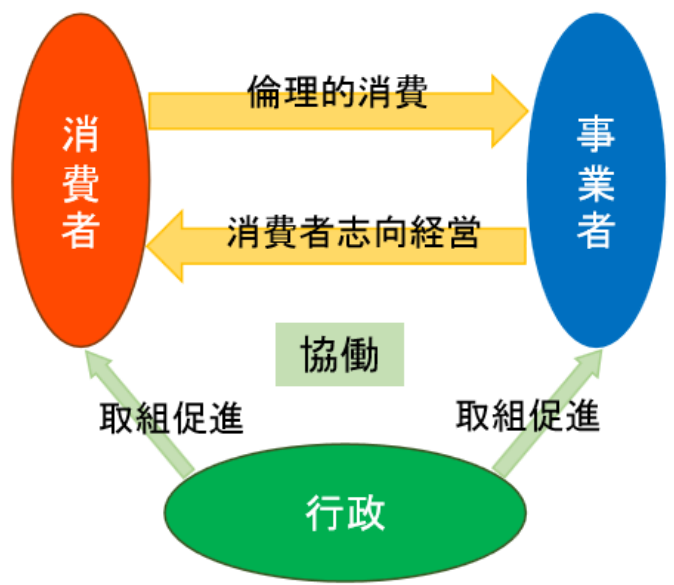 倫理的消費
消費者
事業者
消費者志向経営
協働
取組促進
取組促進
行政